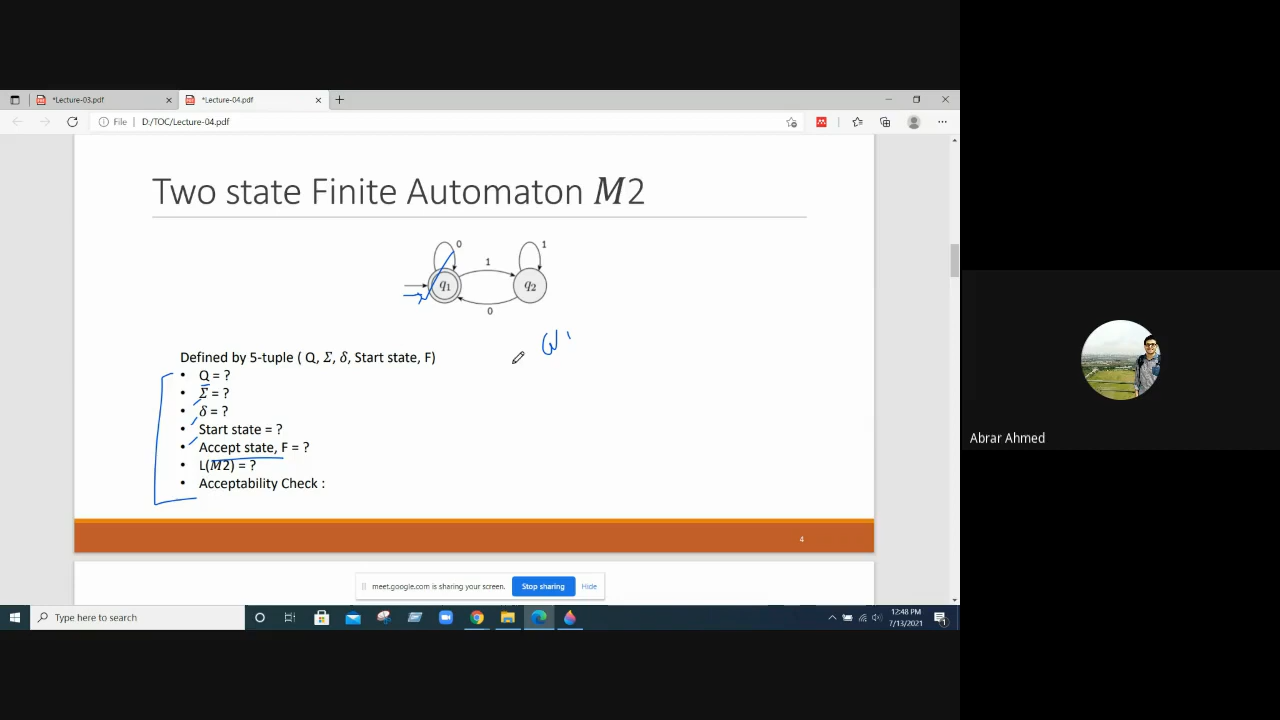 *Lecture-03.pdf
*Lecture-04.pdf
File D:/TOC/Lecture-04.pdf
Two state Finite Automaton M2
0
1
1
q1
q2
0
Defined by 5-tuple ( Q, Σ, δ, Start state, F)
• Q = ?
• Σ = ?
• δ = ?
• Start state = ?
• Accept state, F = ?
• L(M2) = ?
• Acceptability Check :
4
meet.google.com is sharing your screen. Stop sharing Hide
Type here to search
12:48 PM
7/13/2021
1
Abrar Ahmed